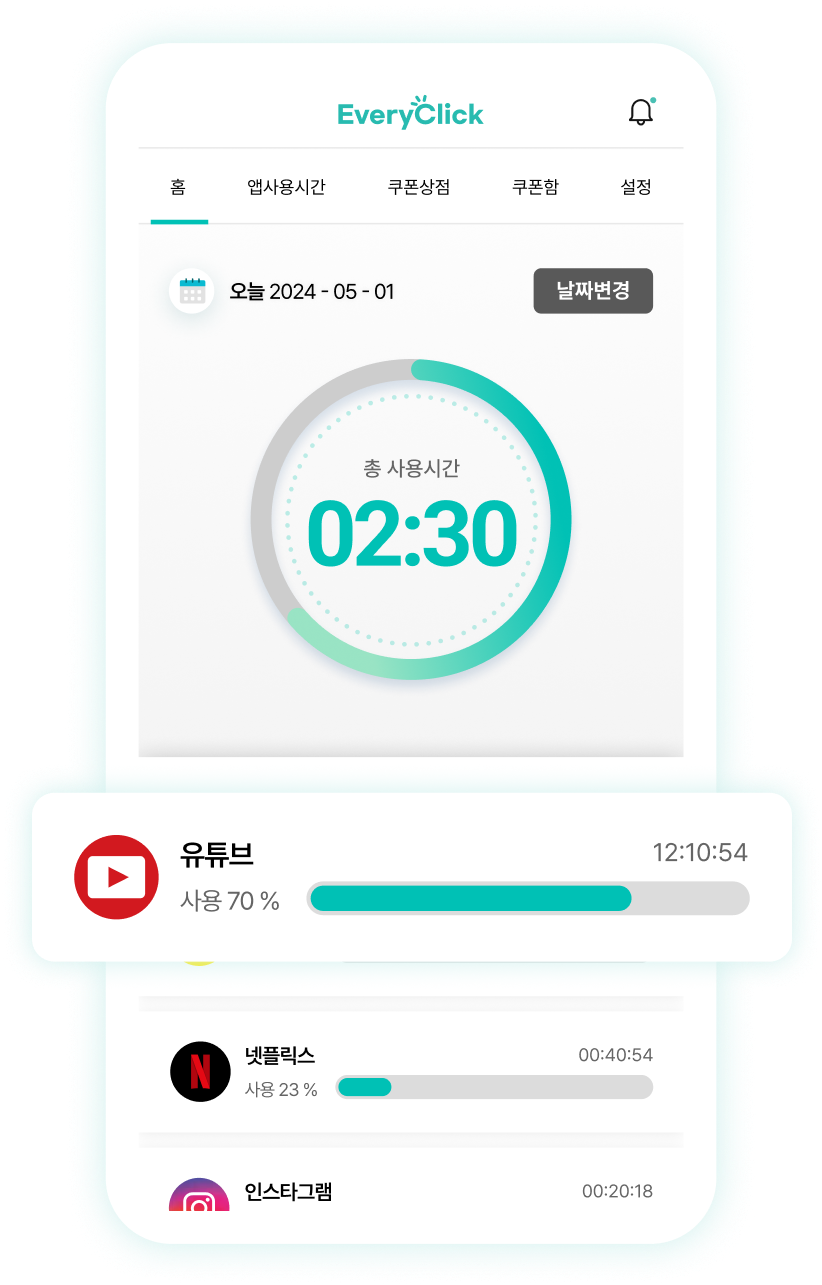 EveryClick
홈 앱사용시간 쿠폰상점 쿠폰함 설정
오늘 2024 - 05 - 01 날짜변경
총 사용시간
02:30
유튜브 12:10:54
사용 70 %
넷플릭스 00:40:54
사용 23 %
인스타그램 00:20:18